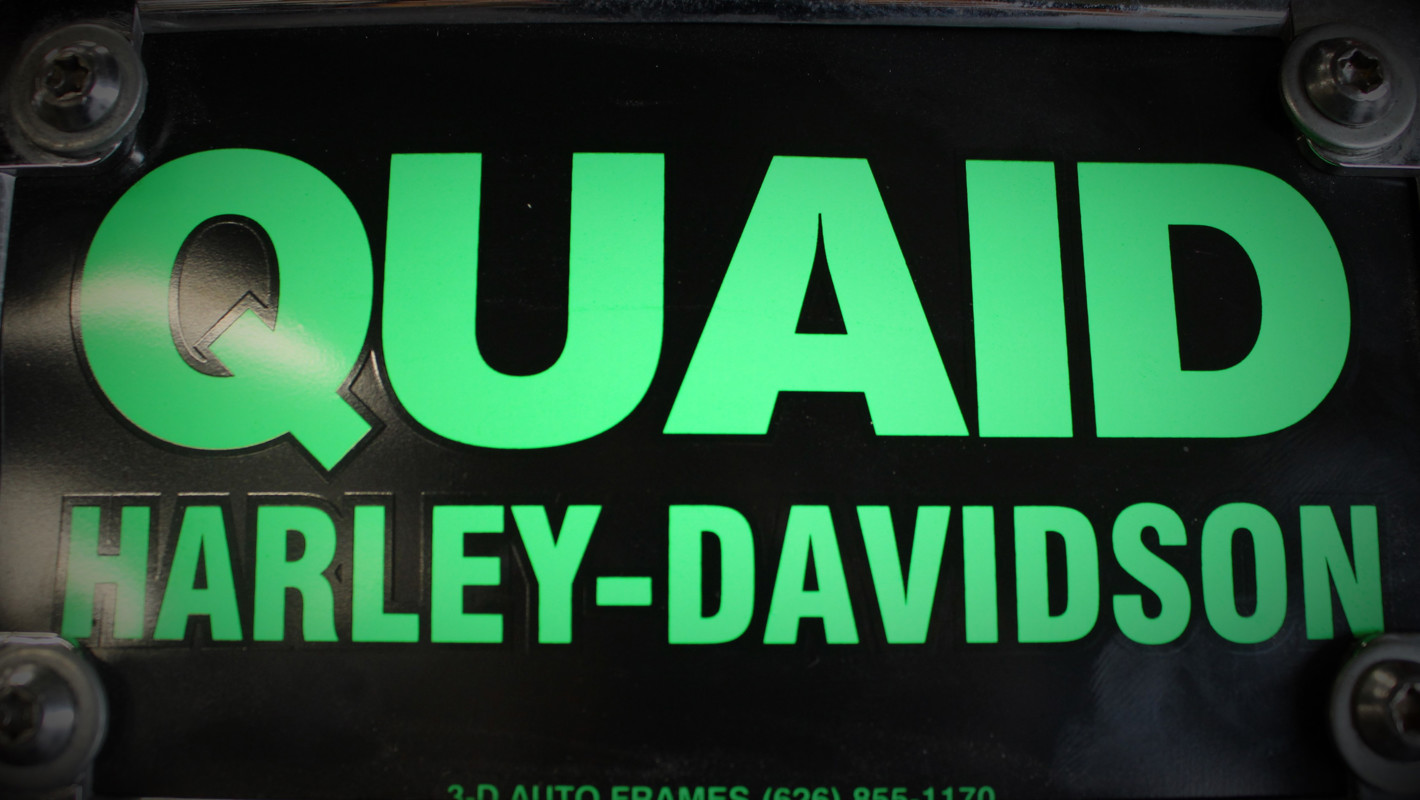 QUAID
HARLEY-DAVIDSON
3-D AUTO FRAMES (626) 855-1170